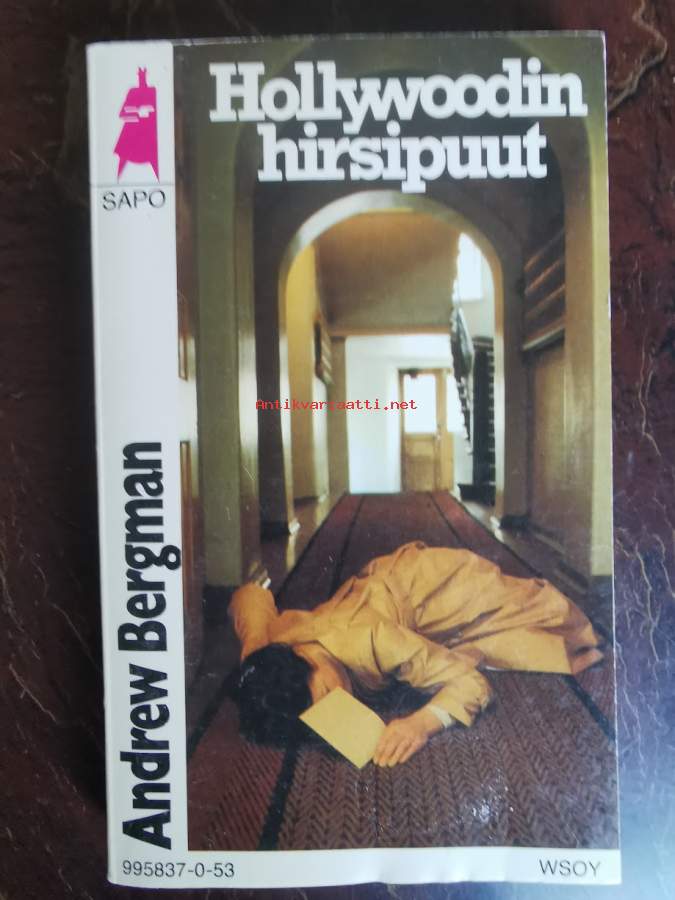 Hollywoodin
hirsipuut
SAPO
Antikvariaatti.net
Andrew Bergman
995837-0-53
WSOY